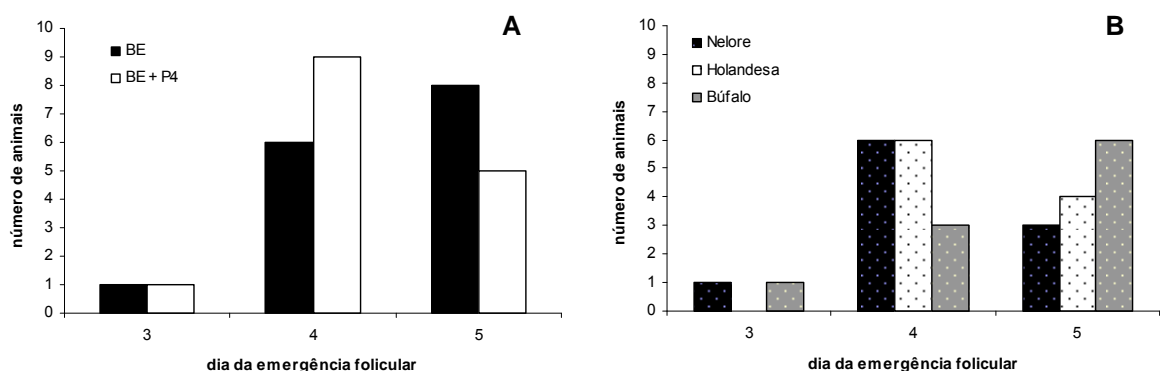 A
BE
BE + P4
número de animais
10
9
8
7
6
5
4
3
2
1
0
3 4 5
dia da emergência folicular
B
Nelore
Holandesa
Búfalo
número de animais
10
9
8
7
6
5
4
3
2
1
0
3 4 5
dia da emergência folicular